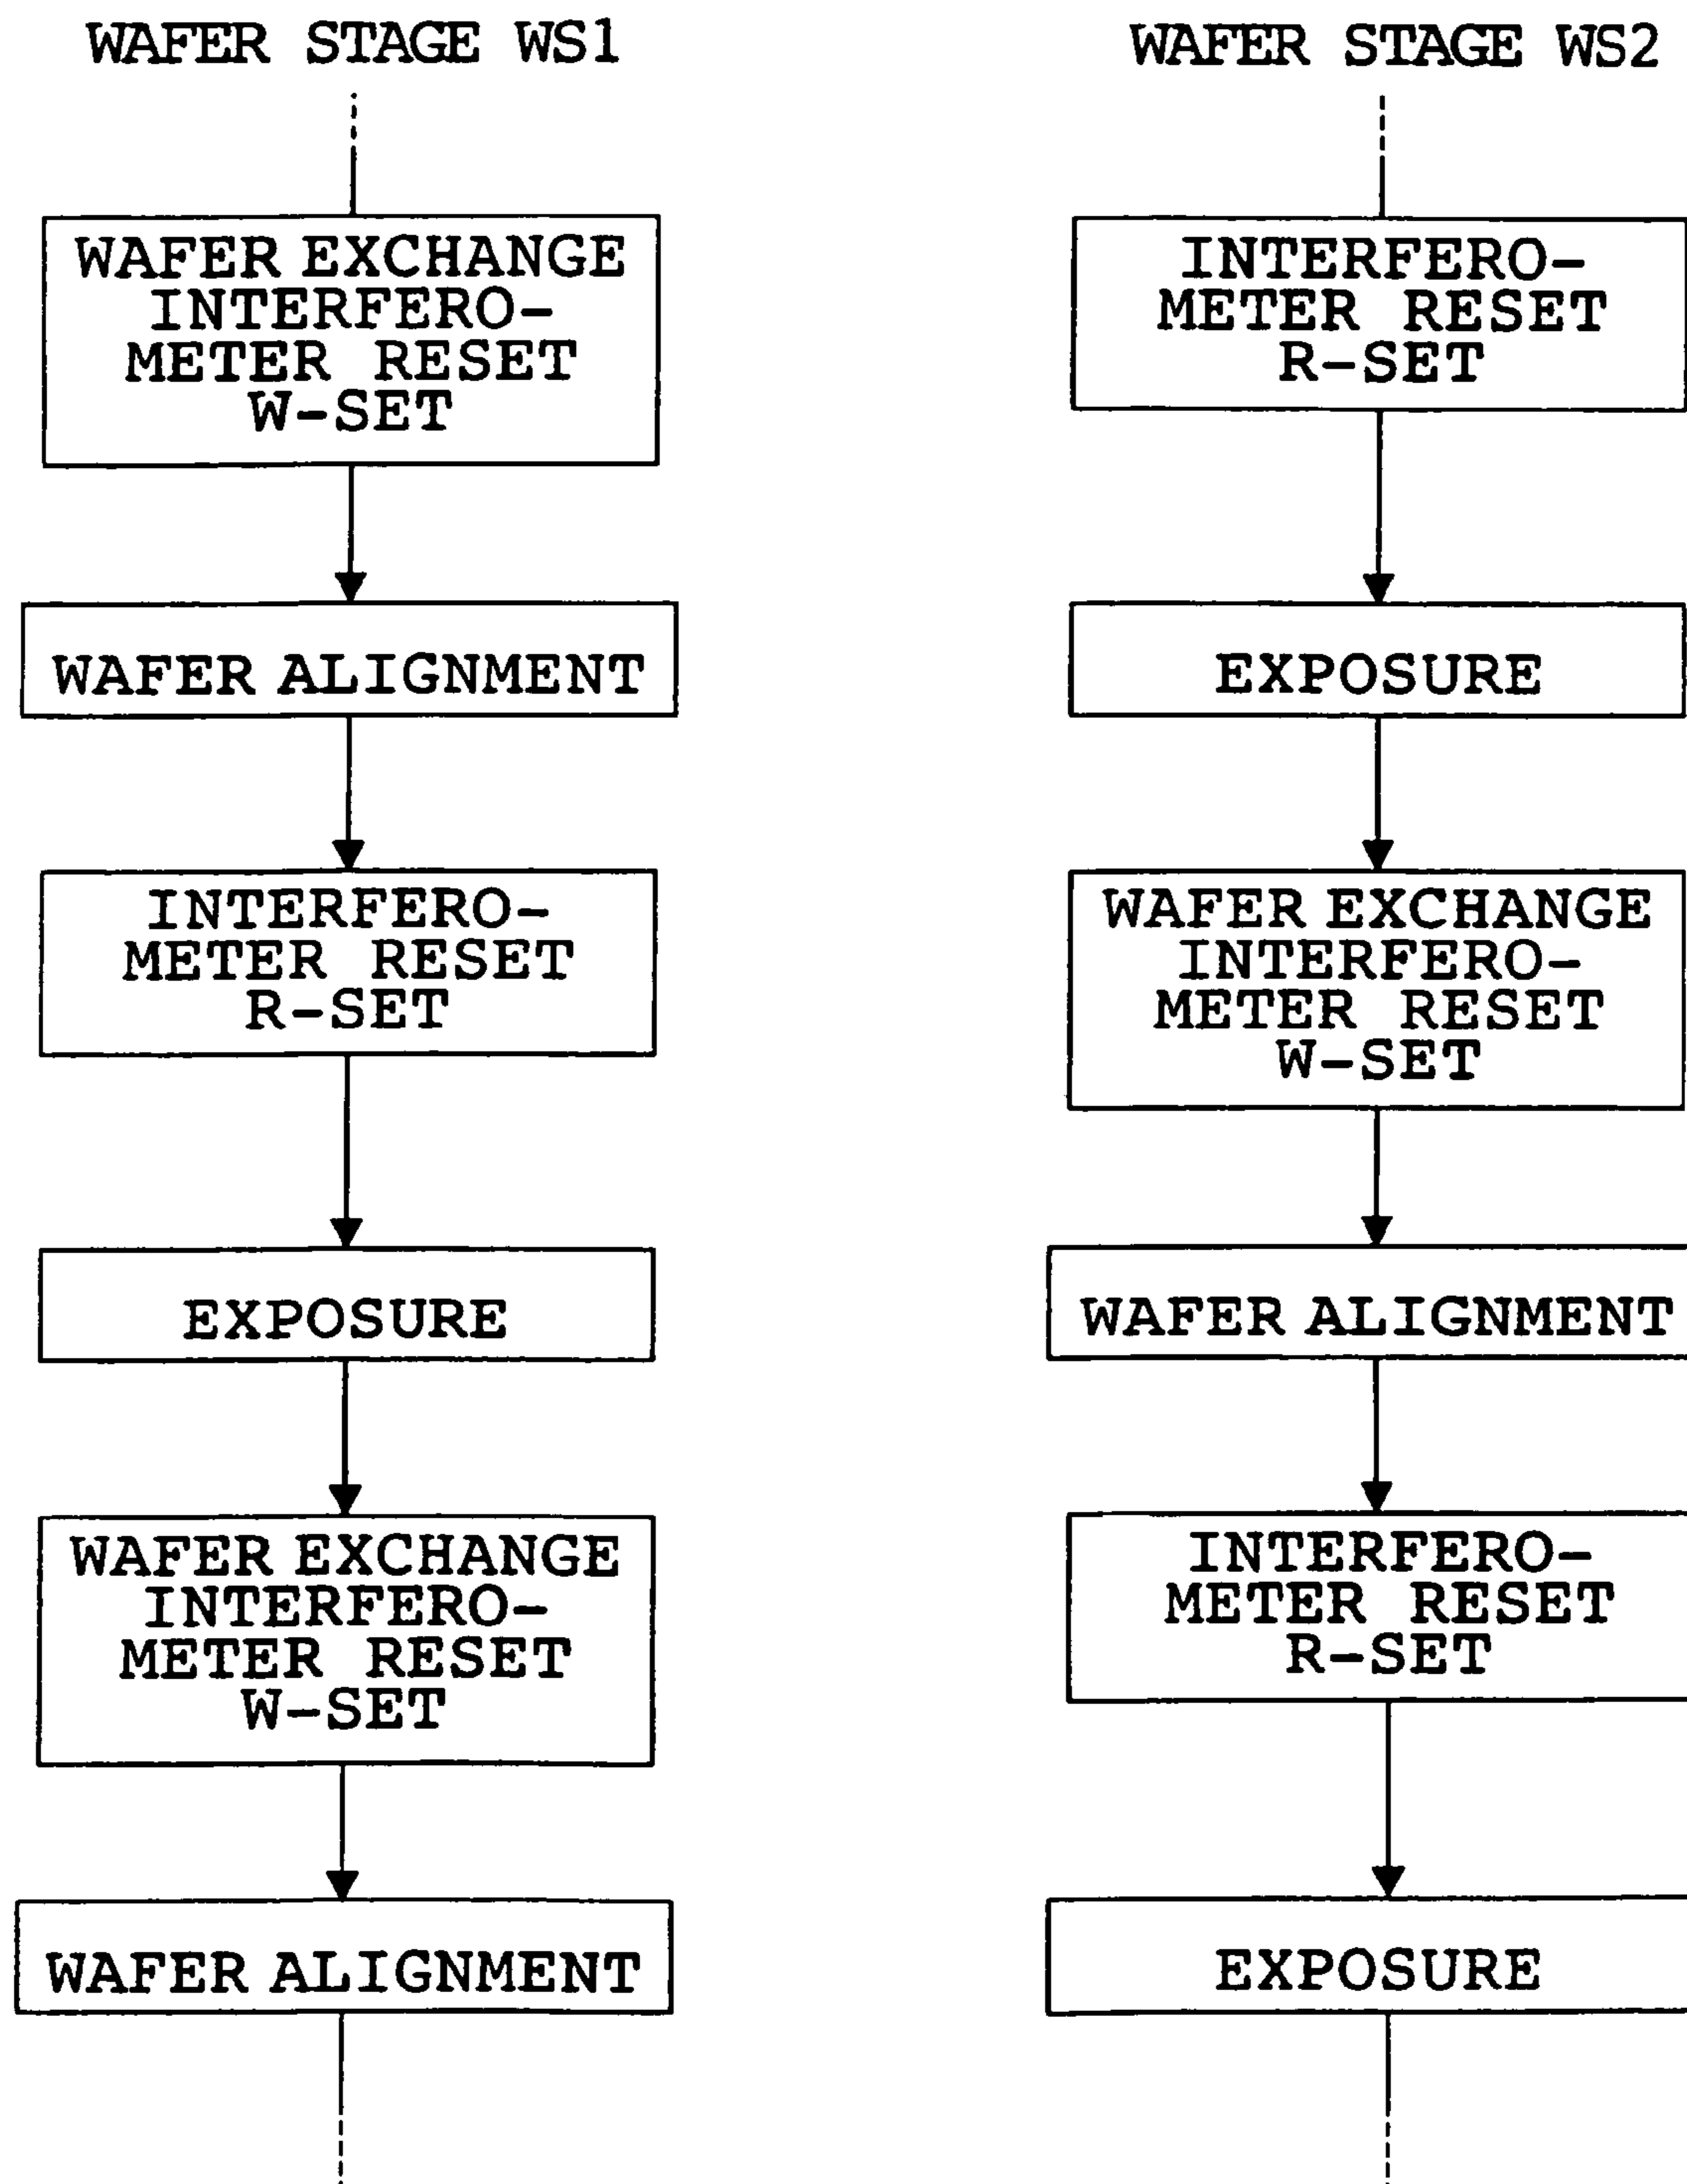 WAFER STAGE WS1
WAFER EXCHANGE
INTERFERO-
METER RESET
W-SET
WAFER ALIGNMENT
INTERFERO-
METER RESET
R-SET
EXPOSURE
WAFER EXCHANGE
INTERFERO-
METER RESET
W-SET
WAFER ALIGNMENT
WAFER STAGE WS2
INTERFERO-
METER RESET
R-SET
EXPOSURE
WAFER EXCHANGE
INTERFERO-
METER RESET
W-SET
WAFER ALIGNMENT
INTERFERO-
METER RESET
R-SET
EXPOSURE